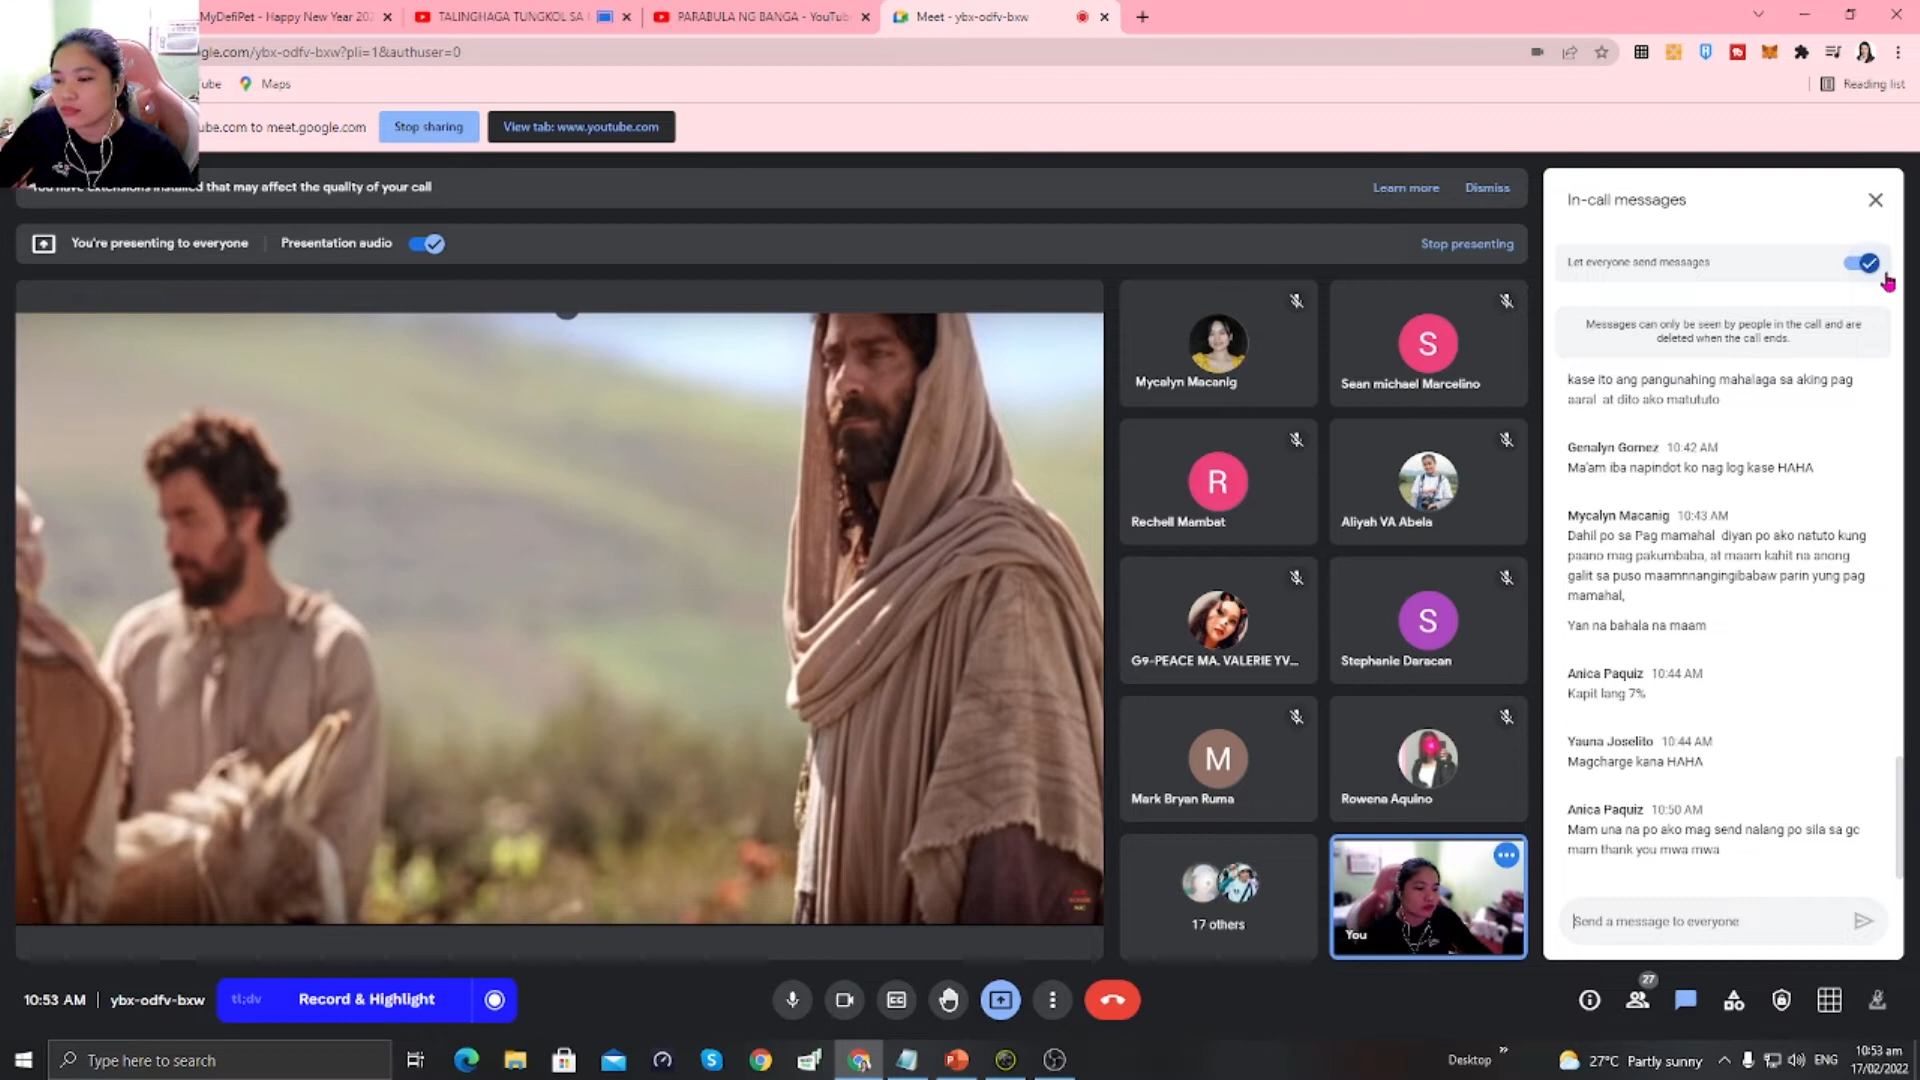 MyDefiPet - Happy New Year 202
TALINGHAGA TUNGKOL SA
PARABULA NG BANGA - YouTub
Meet - ybx-odfv-bxw
gle.com/ybx-odfv-bxw?pli=1&authuser=0
ube
Maps
Reading list
ube.com to meet.google.com
Stop sharing
View tab: www.youtube.com
You have extensions installed that may affect the quality of your call
Learn more
Dismiss
You're presenting to everyone
Presentation audio
Stop presenting
Mycalyn Macanig
S
Sean michael Marcelino
R
Rechell Mambat
Aliyah VA Abela
G9-PEACE MA. VALERIE YV...
S
Stephanie Daracan
M
Mark Bryan Ruma
Rowena Aquino
17 others
You
In-call messages
Let everyone send messages
Messages can only be seen by people in the call and are
deleted when the call ends.
kase ito ang pangunahing mahalaga sa aking pag
aaral at dito ako matututo
Genalyn Gomez 10:42 AM
Ma'am iba napindot ko nag log kase HAHA
Mycalyn Macanig 10:43 AM
Dahil po sa Pag mamahal diyan po ako natuto kung
paano mag pakumbaba, at maam kahit na anong
galit sa puso maamnnangingibabaw parin yung pag
mamahal,
Yan na bahala na maam
Anica Paquiz 10:44 AM
Kapit lang 7%
Yauna Joselito 10:44 AM
Magcharge kana HAHA
Anica Paquiz 10:50 AM
Mam una na po ako mag send nalang po sila sa gc
mam thank you mwa mwa
Send a message to everyone
10:53 AM
ybx-odfv-bxw
tl;dv
Record & Highlight
27
Type here to search
Desktop
27°C Partly sunny
ENG
10:53 am
17/02/2022